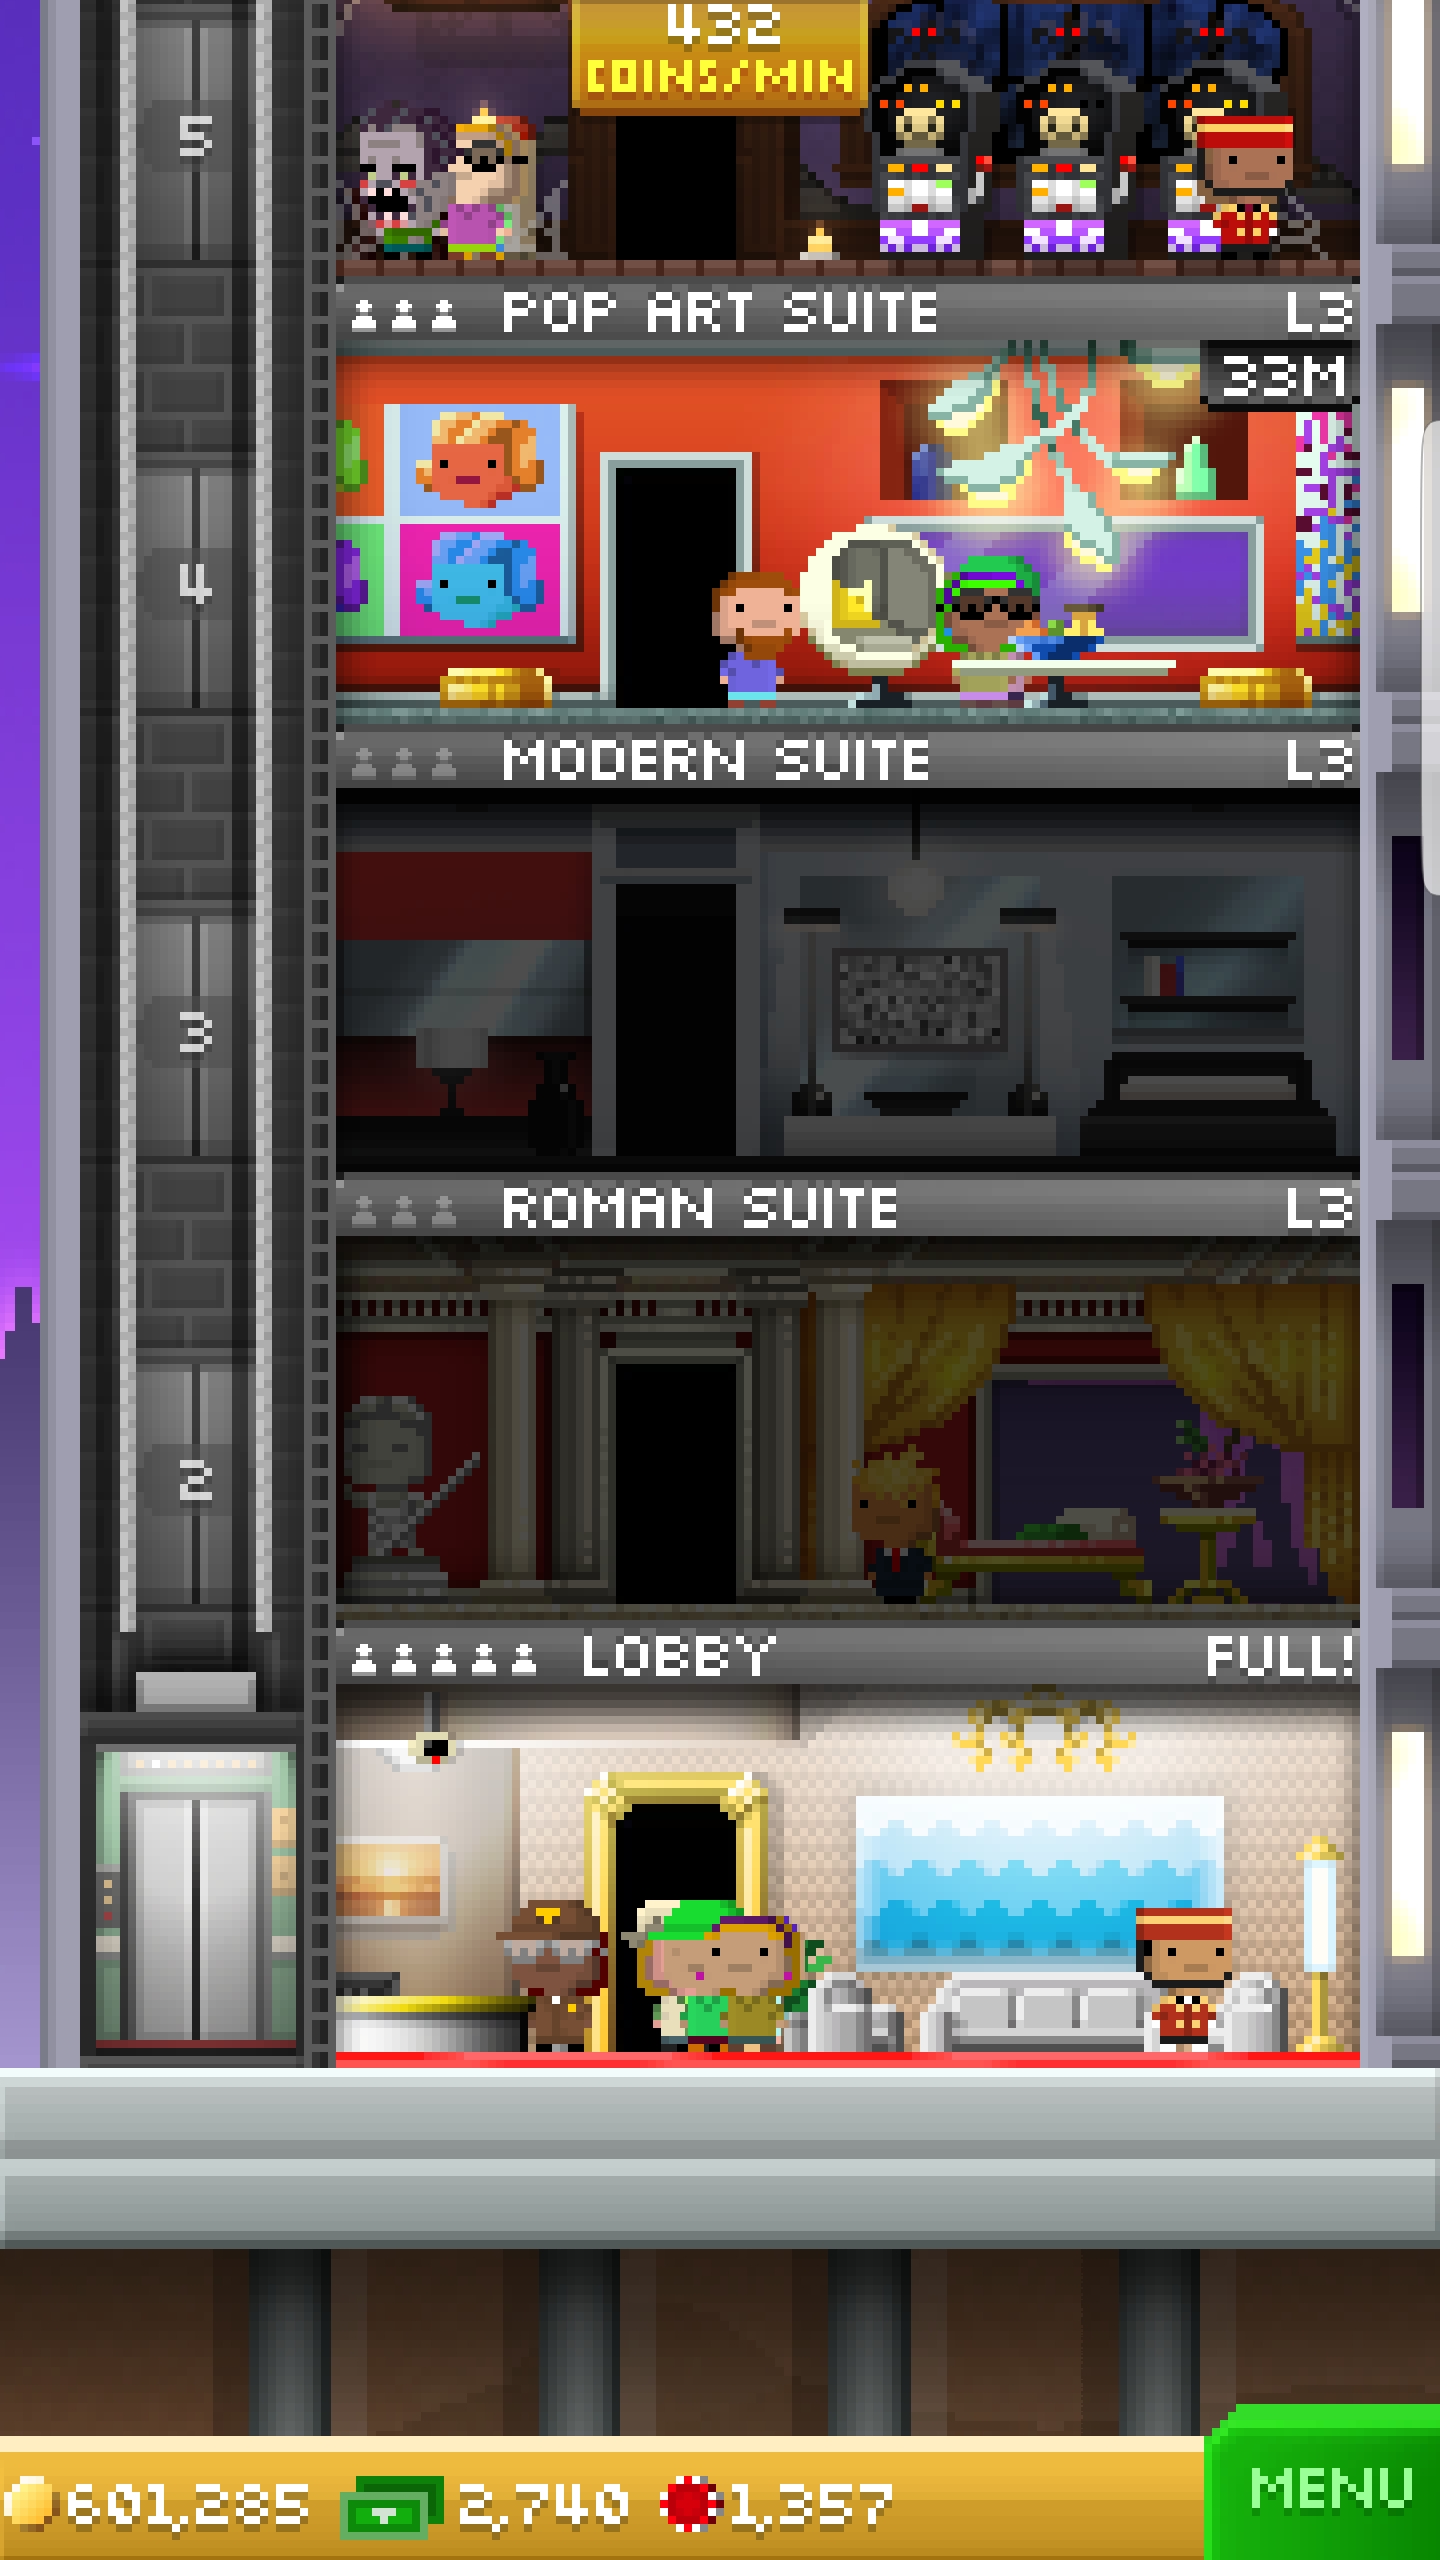 432
COINS/MIN
5
POP ART SUITE L3
33M
4
MODERN SUITE L3
3
ROMAN SUITE L3
2
LOBBY FULL!
MENU
601,285 2,740 1,357